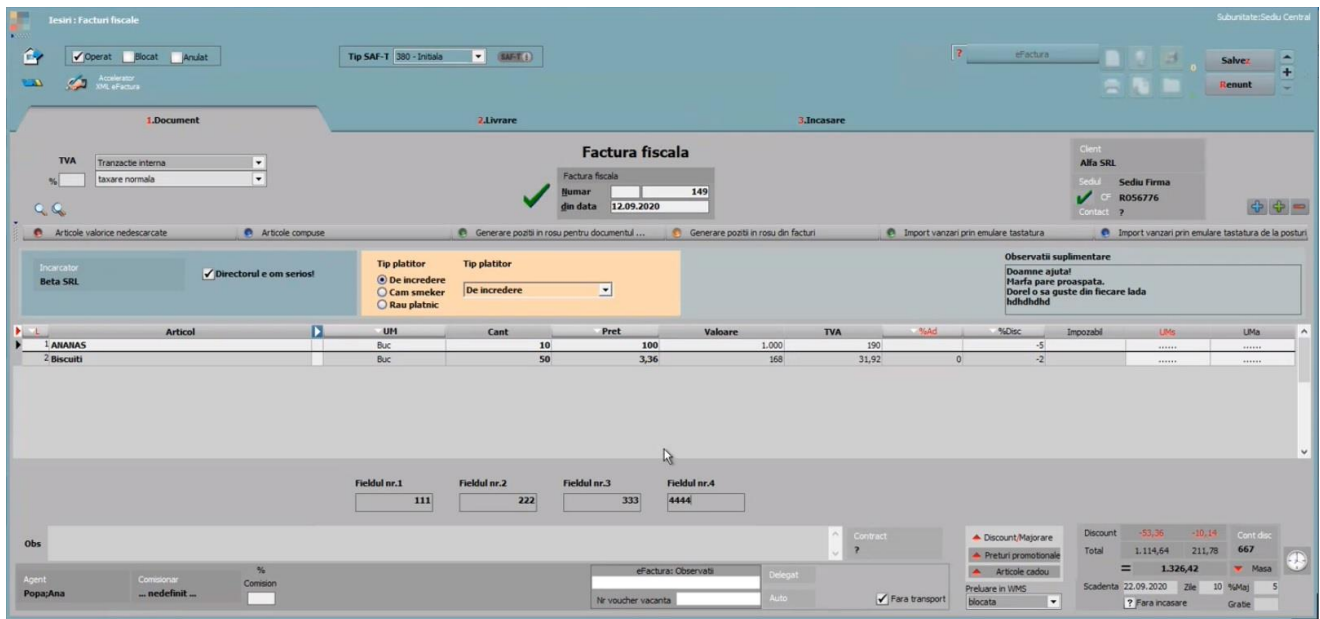 Iesiri : Facturi fiscale
Subunitate:Sediu Central
Operat Blocat Anulat
Tip SAF-T 380 - Initiala SAF-T
? eFactura
0
Salvez
Accelerator
XML eFactura
Renunt
1.Document 2.Livrare 3.Incasare
Factura fiscala
TVA Tranzactie interna
% taxare normala
Factura fiscala
Numar 149
din data 12.09.2020
Client
Alfa SRL
Sediul Sediu Firma
CF RO56776
Contact ?
Articole valorice nedescarcate Articole compuse Generare pozitii in rosu pentru documentul ... Generare pozitii in rosu din facturi Import vanzari prin emulare tastatura Import vanzari prin emulare tastatura de la posturi
Incarcator
Beta SRL
Directorul e om serios!
Tip platitor
De incredere
Cam smeker
Rau platnic
Tip platitor
De incredere
Observatii suplimentare
Doamne ajuta!
Marfa pare proaspata.
Dorel o sa guste din fiecare lada
hdhdhdhd
L Articol UM Cant Pret Valoare TVA %Ad %Disc Impozabil UMs UMa
1 ANANAS Buc 10 100 1.000 190 -5 ...... ......
2 Biscuiti Buc 50 3,36 168 31,92 0 -2 ...... ......
Fieldul nr.1 Fieldul nr.2 Fieldul nr.3 Fieldul nr.4
111 222 333 4444
Obs
Contract
?
Discount/Majorare
Preturi promotionale
Articole cadou
Preluare in WMS
blocata
Discount -53,36 -10,14 Cont disc
Total 1.114,64 211,78 667
= 1.326,42 Masa
Scadenta 22.09.2020 Zile 10 %Maj 5
? Fara incasare Gratie
Agent
Popa;Ana
Comisionar
... nedefinit ...
%
Comision
eFactura: Observatii
Nr voucher vacanta
Delegat
Auto
Fara transport